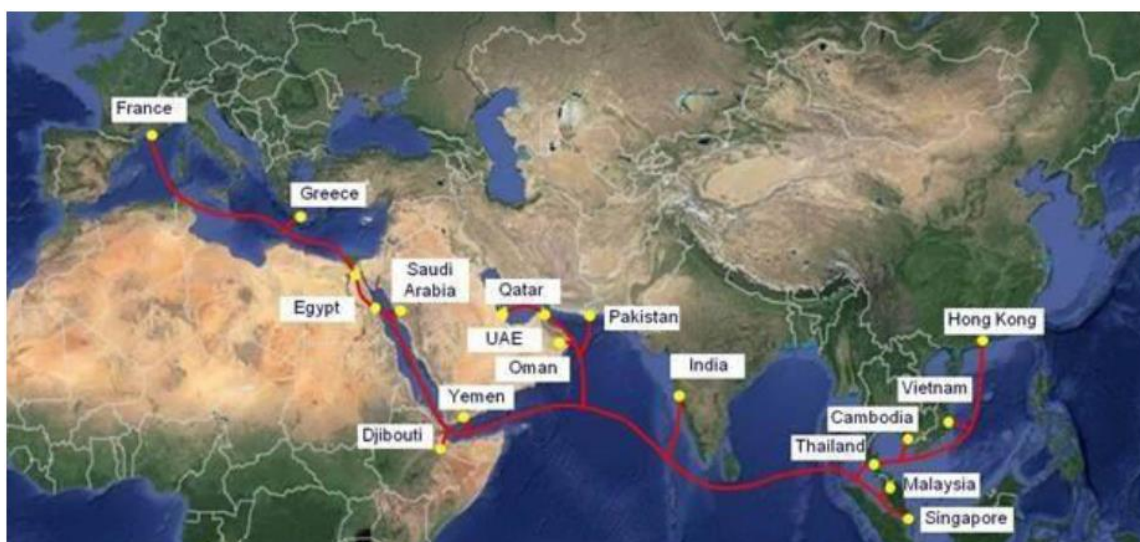 France
Greece
Saudi
Arabia
Egypt
Qatar
UAE
Oman
Pakistan
India
Yemen
Djibouti
Hong Kong
Vietnam
Cambodia
Thailand
Malaysia
Singapore